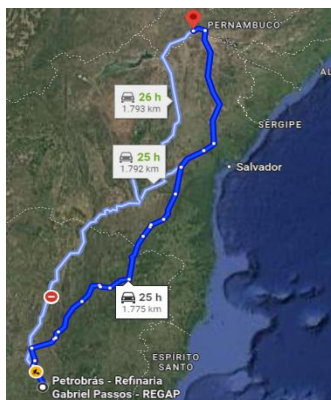 PERNAMBUCO
26 h
1.793 km
AL
SERGIPE
25 h
1.792 km
Salvador
25 h
1.775 km
ESPÍRITO
SANTO
Petrobrás - Refinaria
Gabriel Passos - REGAP